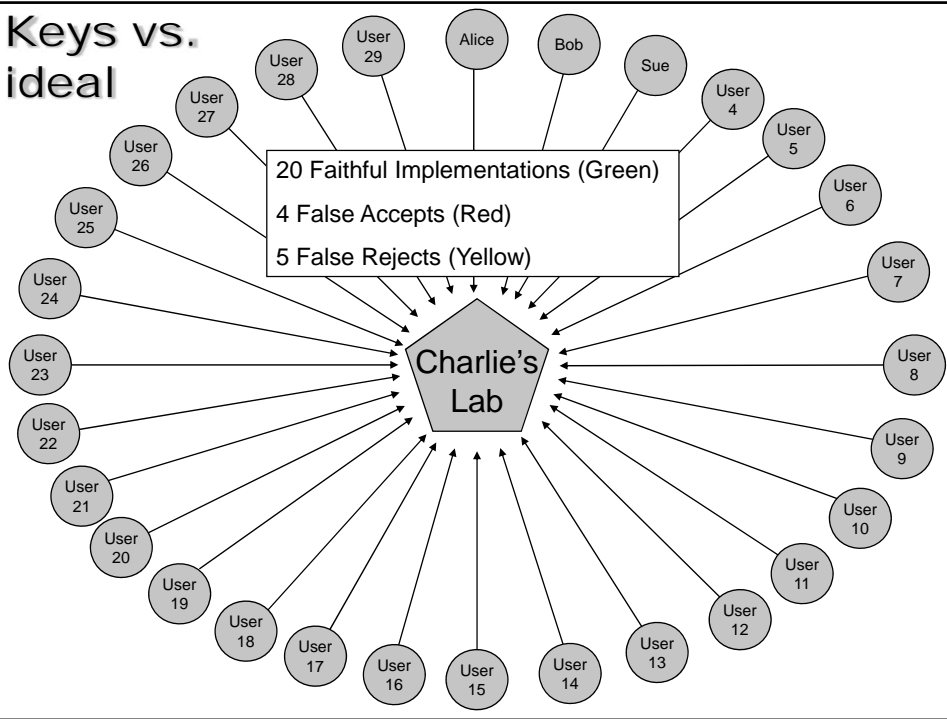 Keys vs.
ideal
Alice
Bob
Sue
User
4
User
5
User
6
User
7
User
8
User
9
User
10
User
11
User
12
User
13
User
14
User
15
User
16
User
17
User
18
User
19
User
20
User
21
User
22
User
23
User
24
User
25
User
26
User
27
User
28
User
29
20 Faithful Implementations (Green)
4 False Accepts (Red)
5 False Rejects (Yellow)
Charlie's
Lab